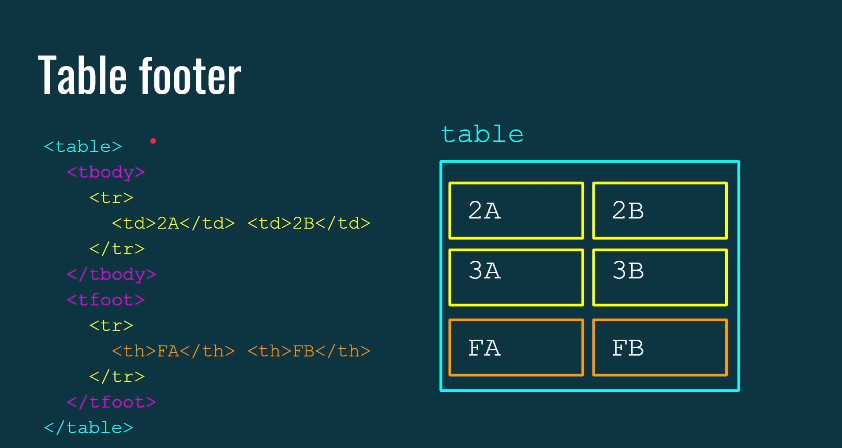 Table footer
<table>
<tbody>
<tr>
<td>2A</td> <td>2B</td>
</tr>
</tbody>
<tfoot>
<tr>
<th>FA</th> <th>FB</th>
</tr>
</tfoot>
</table>
table
2A 2B
3A 3B
FA FB